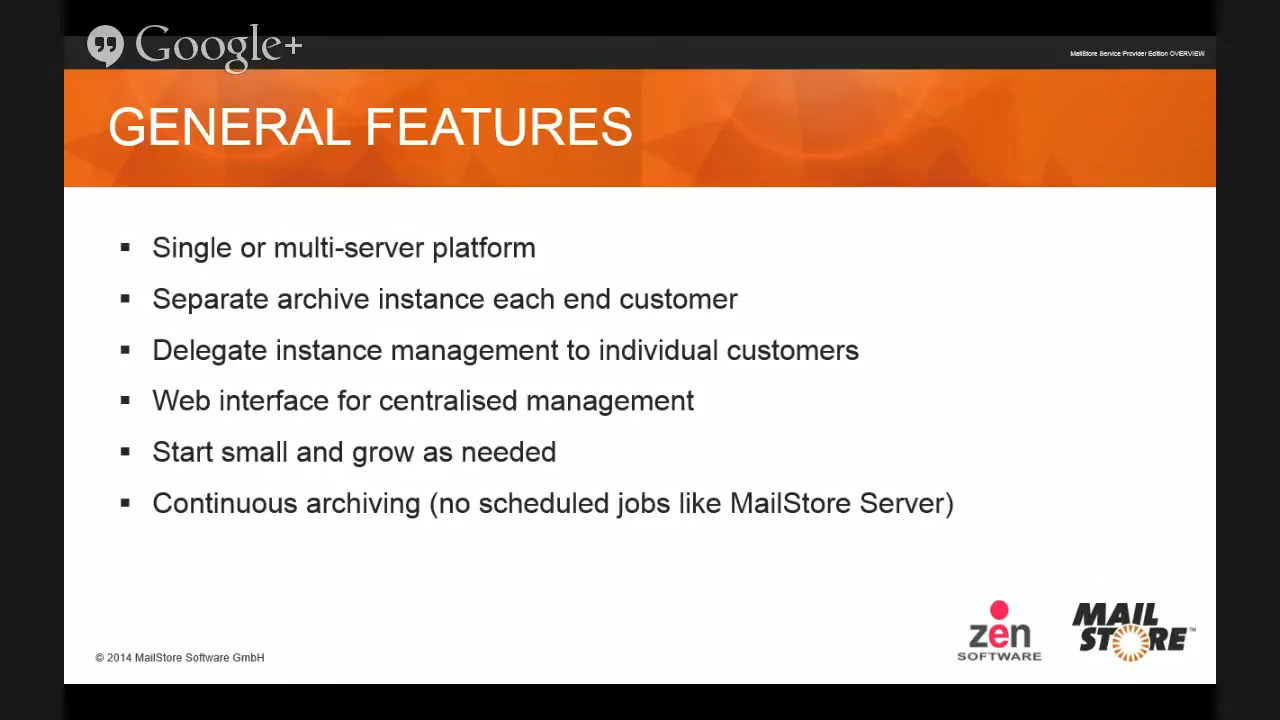 Google+
MailStore Service Provider Edition OVERVIEW
GENERAL FEATURES
▪ Single or multi-server platform
▪ Separate archive instance each end customer
▪ Delegate instance management to individual customers
▪ Web interface for centralised management
▪ Start small and grow as needed
▪ Continuous archiving (no scheduled jobs like MailStore Server)
© 2014 MailStore Software GmbH
zen
SOFTWARE
MAIL
STORE™